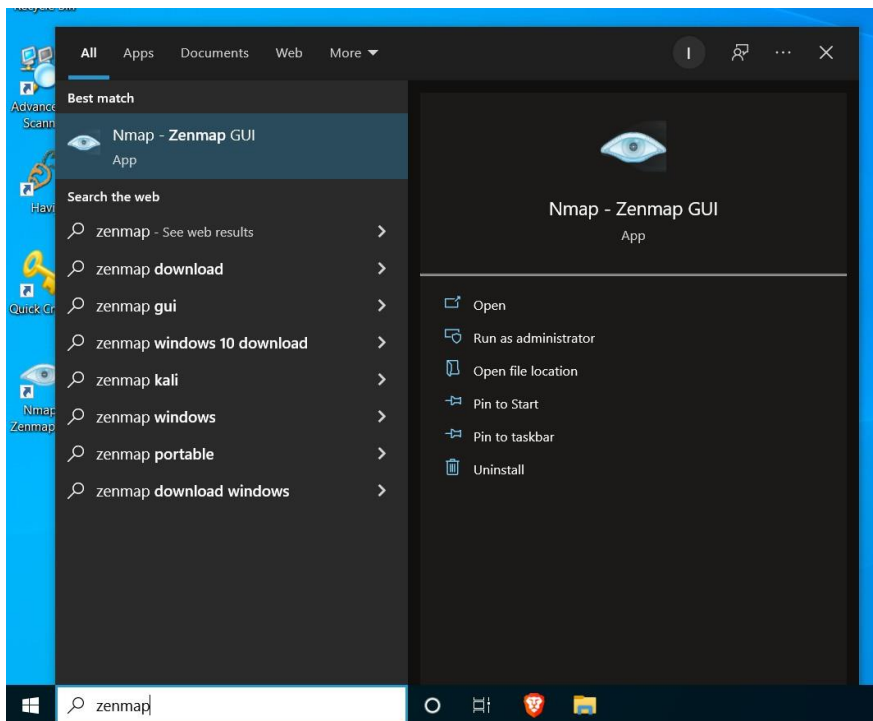 Recycle Bin
All Apps Documents Web More I ... 
Best match
Nmap - Zenmap GUI
App
Search the web
zenmap - See web results
zenmap download
zenmap gui
zenmap windows 10 download
zenmap kali
zenmap windows
zenmap portable
zenmap download windows
Nmap - Zenmap GUI
App
Open
Run as administrator
Open file location
Pin to Start
Pin to taskbar
Uninstall
Advance
Scann
Havi
Quick Cr
Nmap
Zenmap
zenmap